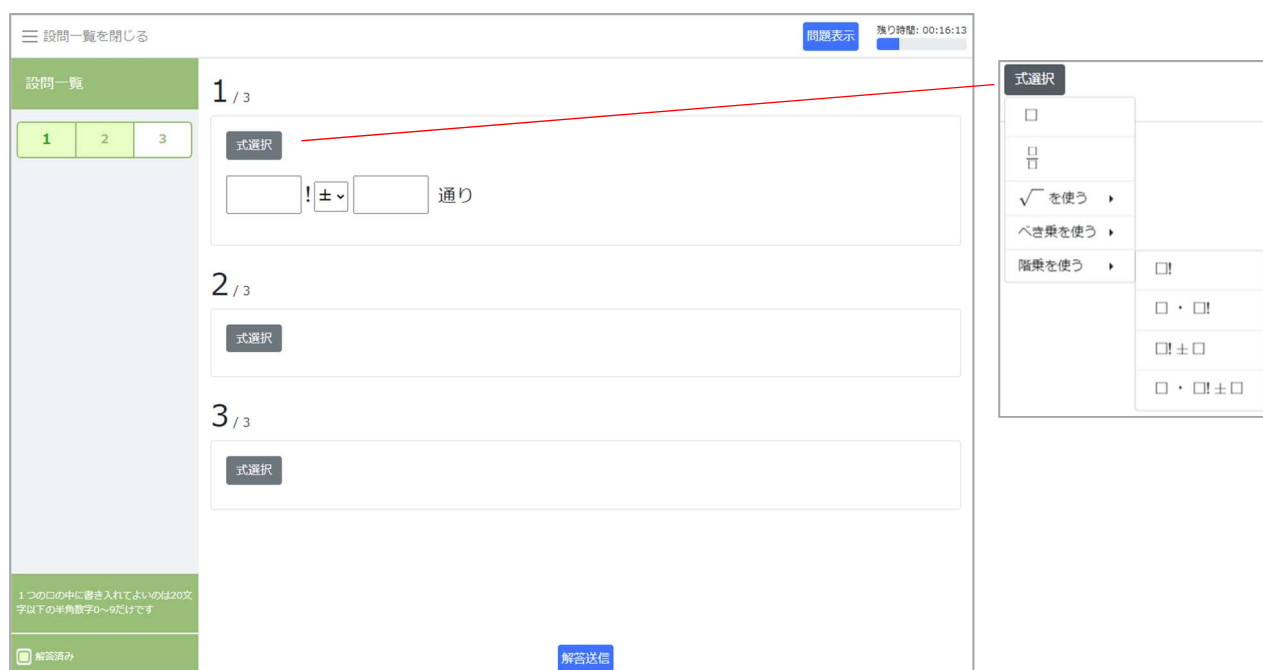 設問一覧を閉じる
問題表示
残り時間: 00:16:13
設問一覧
1 2 3
1 / 3
式選択
! ± 通り
2 / 3
式選択
3 / 3
式選択
1つの口の中に書き入れてよいのは20文
字以下の半角数字0~9だけです
解答済み
解答送信
式選択
□
□/□
√ を使う
べき乗を使う
階乗を使う
□!
□・□!
□!±□
□・□!±□